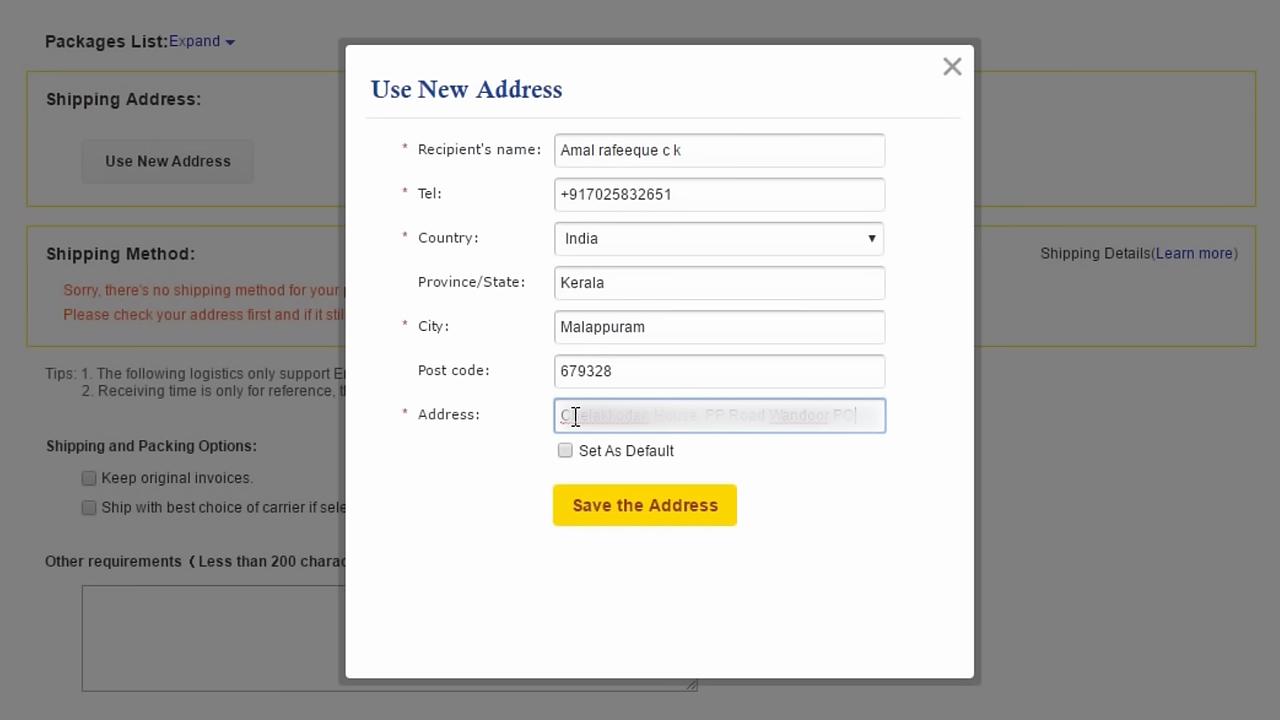 Packages List:Expand
Shipping Address:
Use New Address
Shipping Method:
Shipping Details(Learn more)
Sorry, there's no shipping method for your
Please check your address first and if it stil
Tips: 1. The following logistics only support E
2. Receiving time is only for reference,
Shipping and Packing Options:
Keep original invoices.
Ship with best choice of carrier if sele
Other requirements (Less than 200 charac
Use New Address
* Recipient's name: Amal rafeeque c k
* Tel: +917025832651
* Country: India
Province/State: Kerala
* City: Malappuram
Post code: 679328
* Address: House, PP Road Wandoor PO
Set As Default
Save the Address